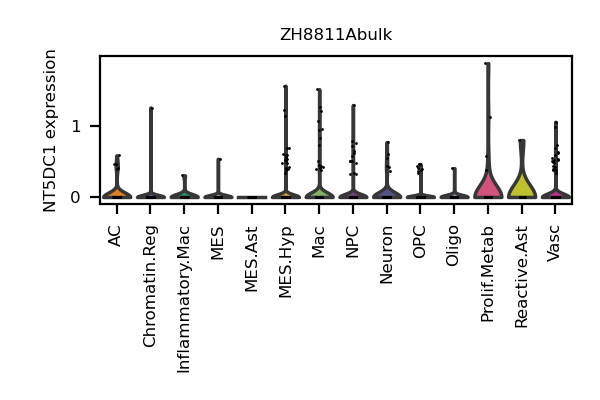 ZH8811Abulk
NT5DC1 expression
1
0
AC
Chromatin.Reg
Inflammatory.Mac
MES
MES.Ast
MES.Hyp
Mac
NPC
Neuron
OPC
Oligo
Prolif.Metab
Reactive.Ast
Vasc